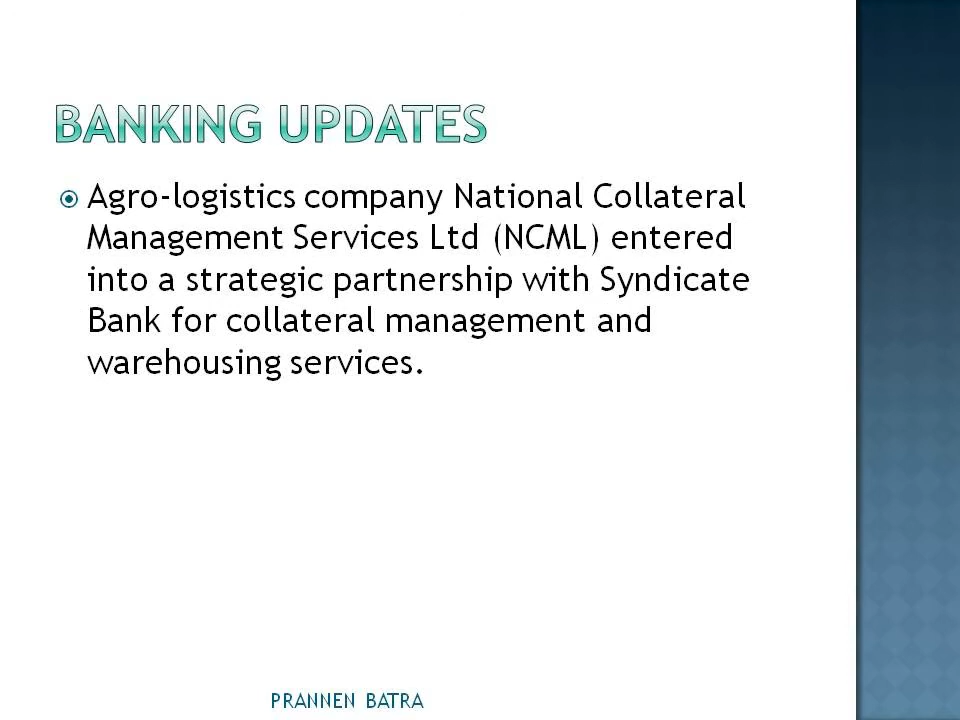 BANKING UPDATES
Agro-logistics company National Collateral
Management Services Ltd (NCML) entered
into a strategic partnership with Syndicate
Bank for collateral management and
warehousing services.
PRANNEN BATRA